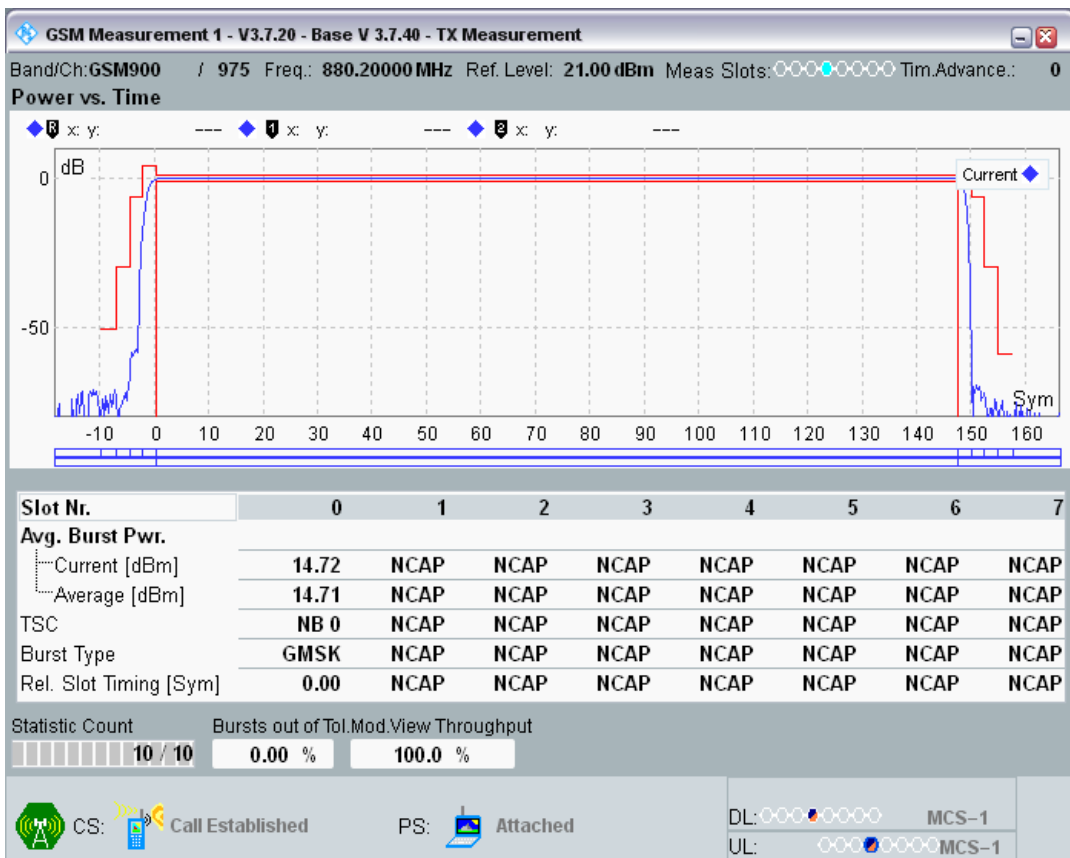 GSM Measurement 1 - V3.7.20 - Base V 3.7.40 - TX Measurement
Band/Ch:GSM900 / 975 Freq.: 880.20000 MHz Ref. Level: 21.00 dBm Meas Slots: Tim.Advance.: 0
Power vs. Time
R x: y: --- 1 x: y: --- 2 x: y: ---
dB
Current
0
-50
Sym
-10 0 10 20 30 40 50 60 70 80 90 100 110 120 130 140 150 160
Slot Nr. 0 1 2 3 4 5 6 7
Avg. Burst Pwr.
Current [dBm] 14.72 NCAP NCAP NCAP NCAP NCAP NCAP NCAP
Average [dBm] 14.71 NCAP NCAP NCAP NCAP NCAP NCAP NCAP
TSC NB 0 NCAP NCAP NCAP NCAP NCAP NCAP NCAP
Burst Type GMSK NCAP NCAP NCAP NCAP NCAP NCAP NCAP
Rel. Slot Timing [Sym] 0.00 NCAP NCAP NCAP NCAP NCAP NCAP NCAP
Statistic Count Bursts out of Tol.Mod.View Throughput
10 / 10 0.00 % 100.0 %
CS: Call Established PS: Attached
DL: MCS-1
UL: MCS-1